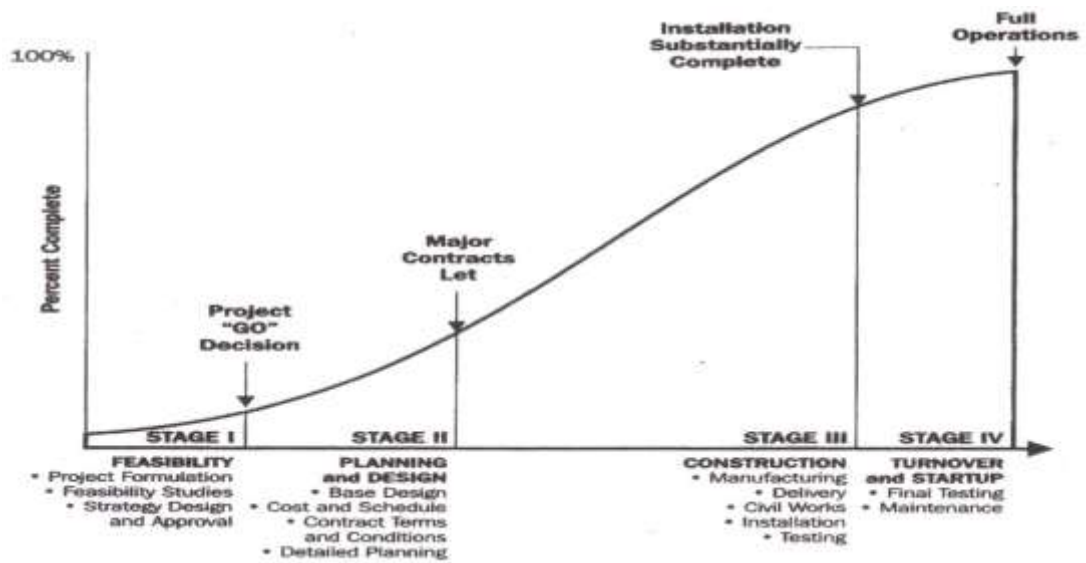 Full
Operations
Installation
Substantially
Complete
100%
Percent Complete
Major
Contracts
Let
Project
"GO"
Decision
STAGE I
STAGE II
STAGE III
STAGE IV
FEASIBILITY
• Project Formulation
• Feasibility Studies
• Strategy Design
and Approval
PLANNING
and DESIGN
• Base Design
• Cost and Schedule
• Contract Terms
and Conditions
• Detailed Planning
CONSTRUCTION
• Manufacturing
• Delivery
• Civil Works
• Installation
• Testing
TURNOVER
and STARTUP
• Final Testing
• Maintenance